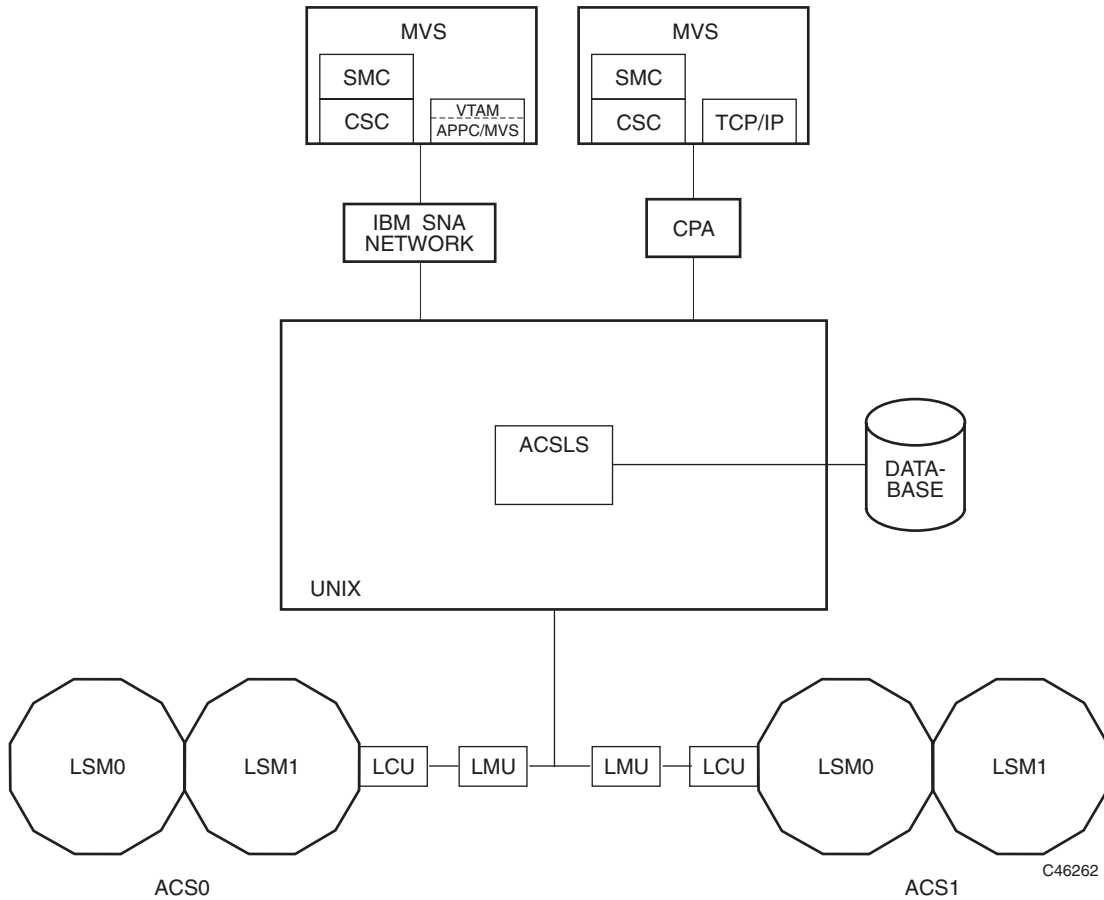 MVS
SMC
CSC
VTAM
APPC/MVS
MVS
SMC
CSC
TCP/IP
IBM SNA
NETWORK
CPA
ACSLS
DATA-
BASE
UNIX
LSM0
LSM1
LCU
LMU
LMU
LCU
LSM0
LSM1
C46262
ACS0
ACS1